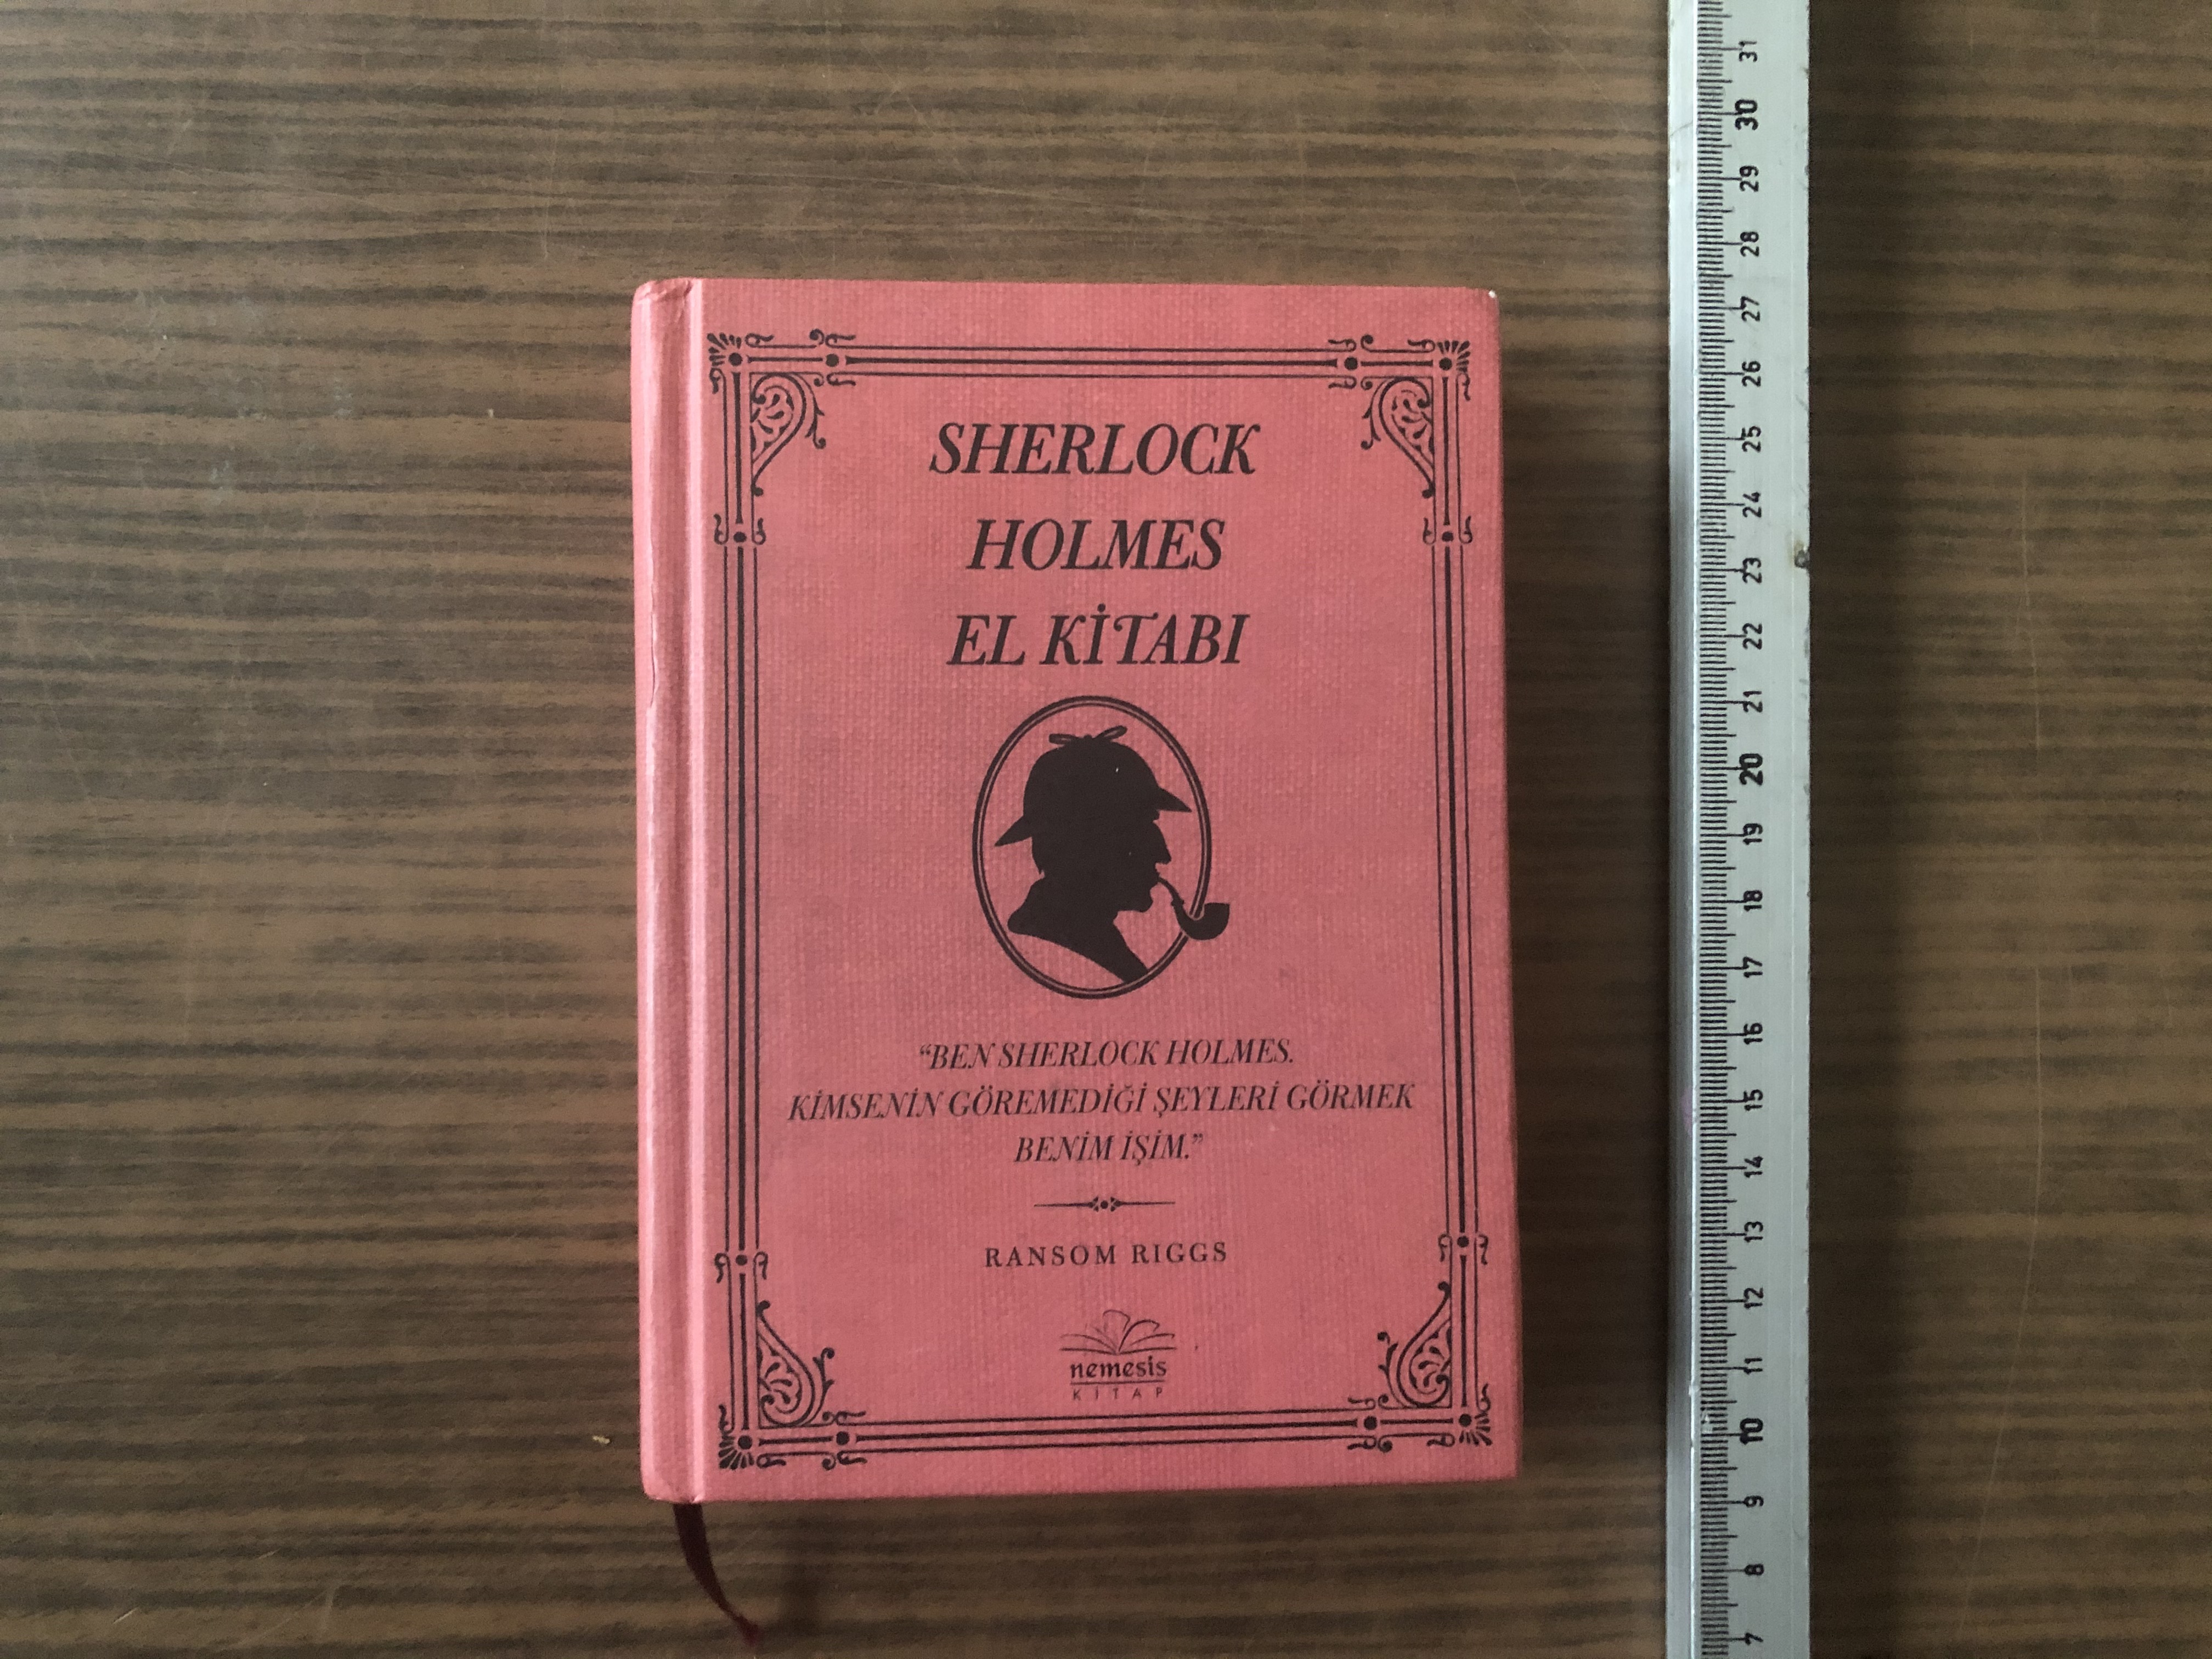 SHERLOCK
HOLMES
EL KİTABI
“BEN SHERLOCK HOLMES.
KİMSENİN GÖREMEDİĞİ ŞEYLERİ GÖRMEK
BENİM İŞİM.”
RANSOM RIGGS
nemesis
KİTAP
31
30
29
28
27
26
25
24
23
22
21
20
19
18
17
16
15
14
13
12
11
10
9
8
7